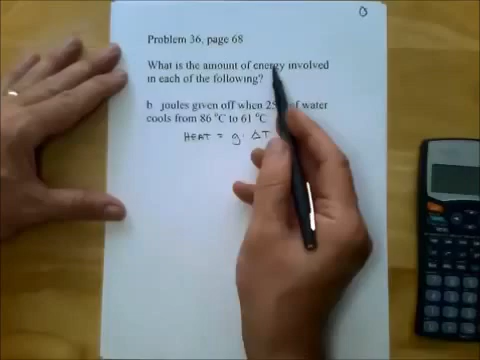 Problem 36, page 68
What is the amount of energy involved
in each of the following?
b joules given off when of water
cools from 86 °C to 61 °C
HEAT = g · ΔT